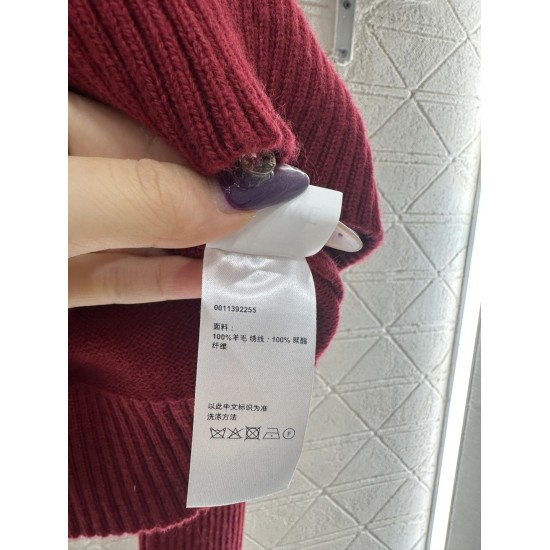 0011392255
面料：
100%羊毛 绣线：100% 聚酯
纤维
以此中文标识为准
洗涤方法